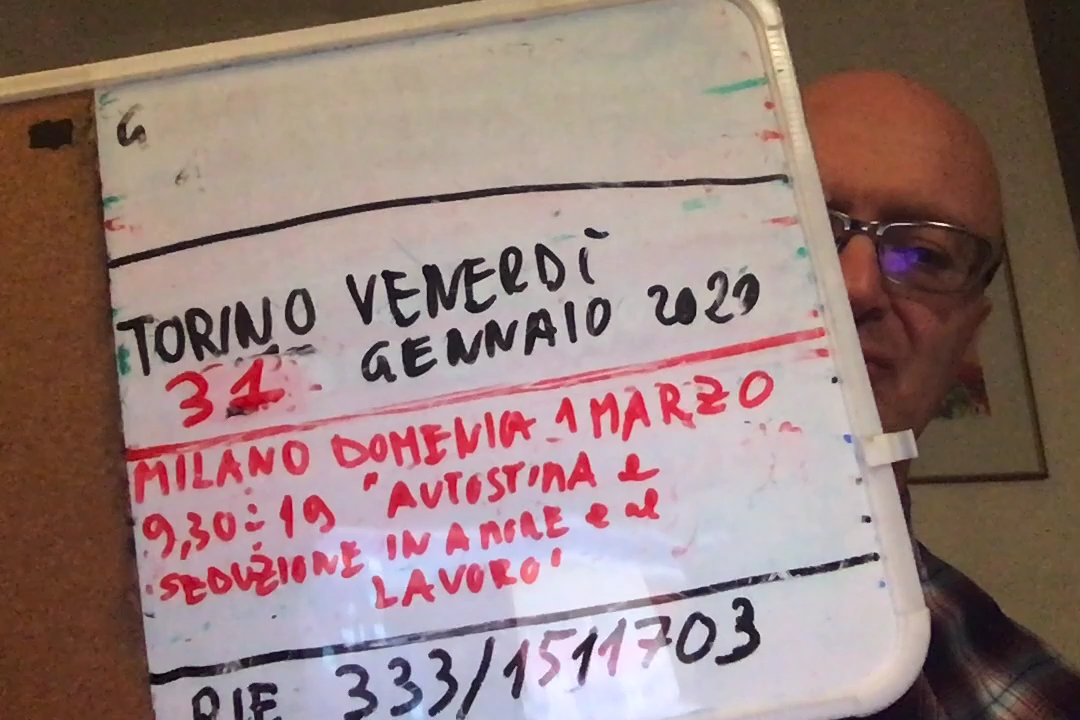 G
TORINO VENERDÌ
31 GENNAIO 2020
MILANO DOMENICA 1 MARZO
9,30÷19 "AUTOSTIMA e
SEDUZIONE IN AMORE e al
LAVORO"
333/1511703